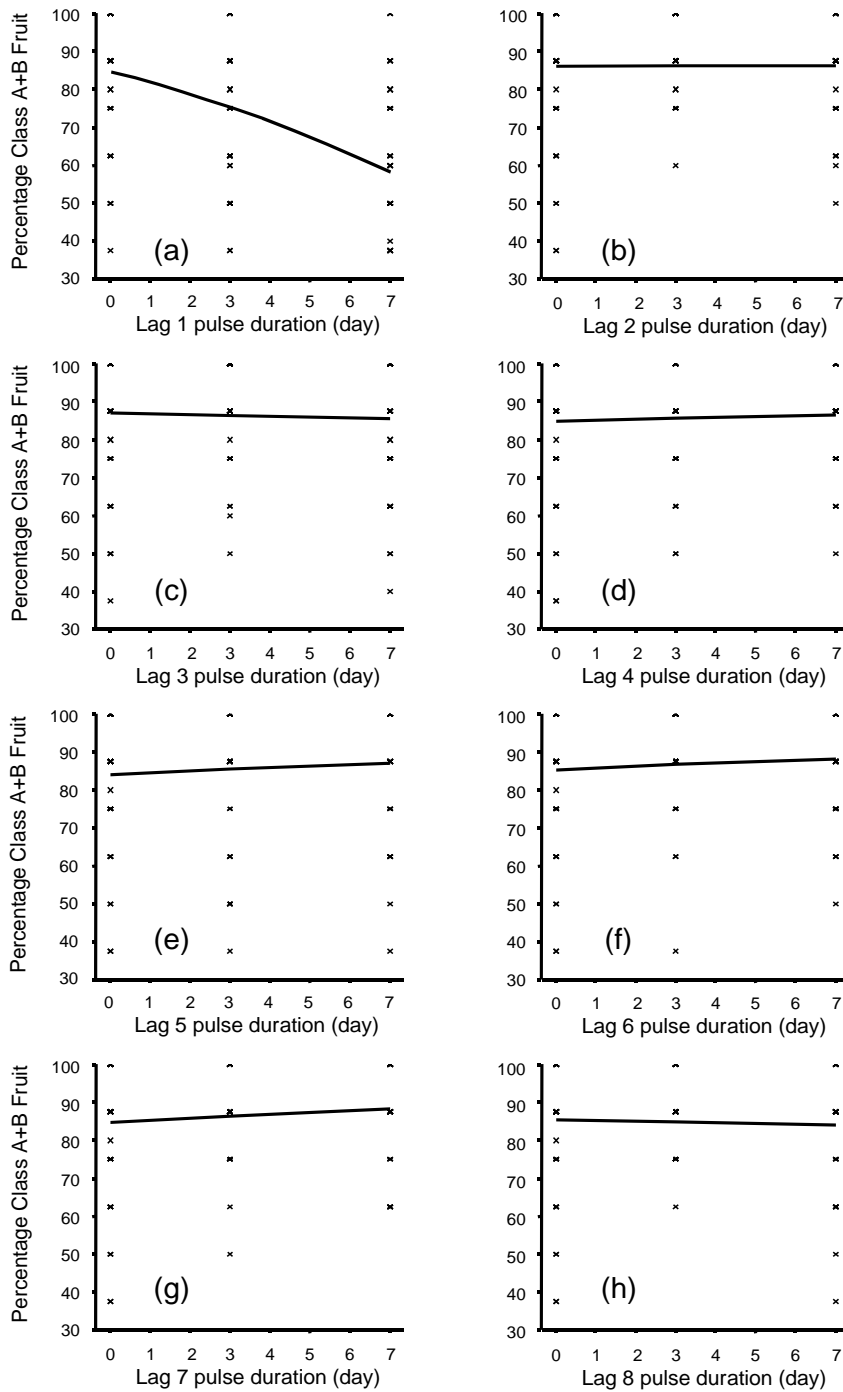 Percentage Class A+B Fruit
100
90
80
70
60
50
40
30
(a)
0 1 2 3 4 5 6 7
Lag 1 pulse duration (day)
100
90
80
70
60
50
40
30
(b)
0 1 2 3 4 5 6 7
Lag 2 pulse duration (day)
Percentage Class A+B Fruit
100
90
80
70
60
50
40
30
(c)
0 1 2 3 4 5 6 7
Lag 3 pulse duration (day)
100
90
80
70
60
50
40
30
(d)
0 1 2 3 4 5 6 7
Lag 4 pulse duration (day)
Percentage Class A+B Fruit
100
90
80
70
60
50
40
30
(e)
0 1 2 3 4 5 6 7
Lag 5 pulse duration (day)
100
90
80
70
60
50
40
30
(f)
0 1 2 3 4 5 6 7
Lag 6 pulse duration (day)
Percentage Class A+B Fruit
100
90
80
70
60
50
40
30
(g)
0 1 2 3 4 5 6 7
Lag 7 pulse duration (day)
100
90
80
70
60
50
40
30
(h)
0 1 2 3 4 5 6 7
Lag 8 pulse duration (day)